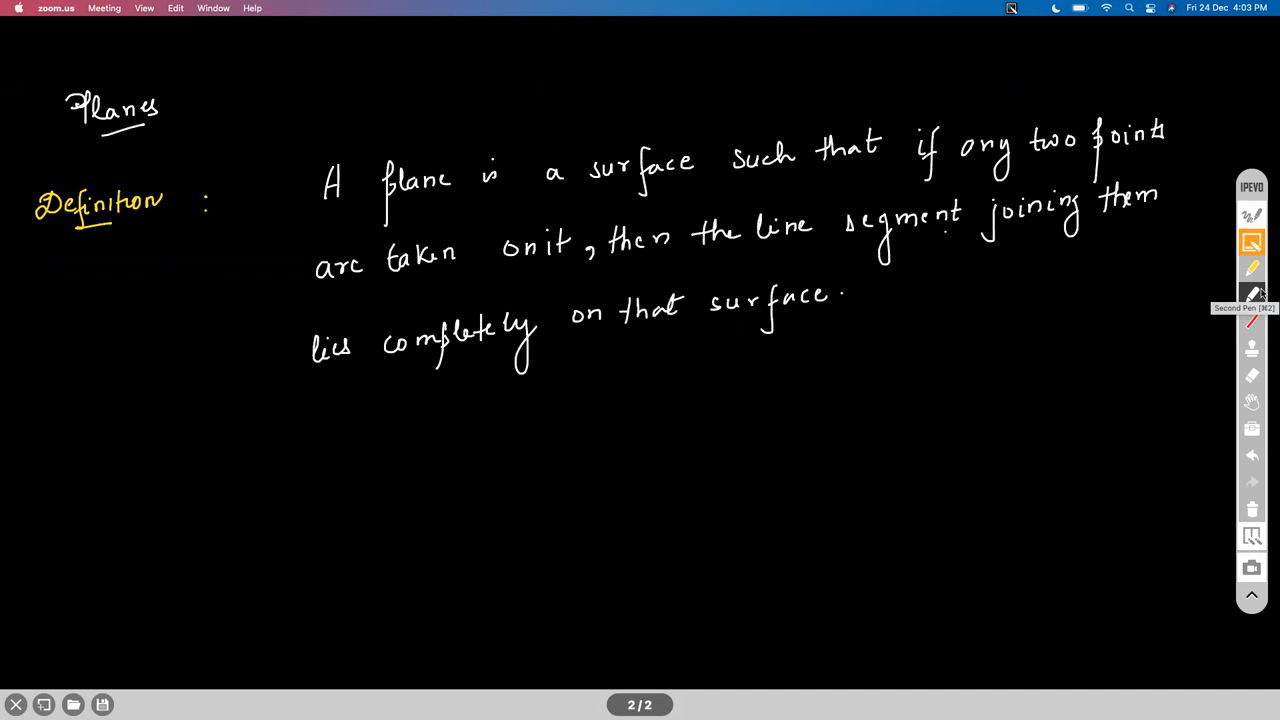 zoom.us Meeting View Edit Window Help Fri 24 Dec 4:03 PM
Planes
Definition : A plane is a surface such that if any two points
are taken on it, then the line segment joining them
lies completely on that surface.
IPEVO
Second Pen [⌘2]
2/2